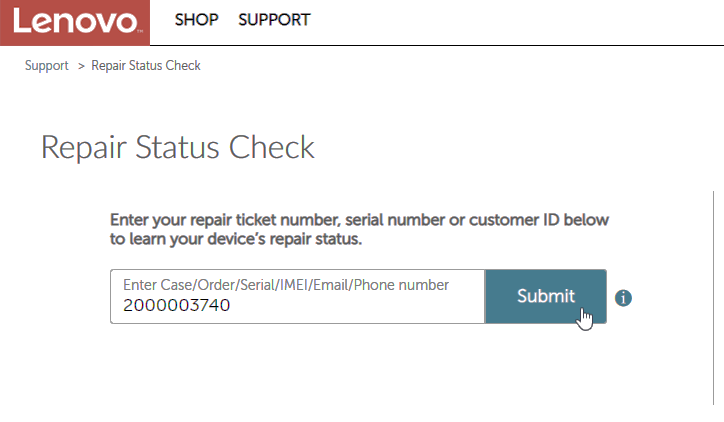 Lenovo™ SHOP SUPPORT
Support > Repair Status Check
Repair Status Check
Enter your repair ticket number, serial number or customer ID below
to learn your device’s repair status.
Enter Case/Order/Serial/IMEI/Email/Phone number
2000003740
Submit
i